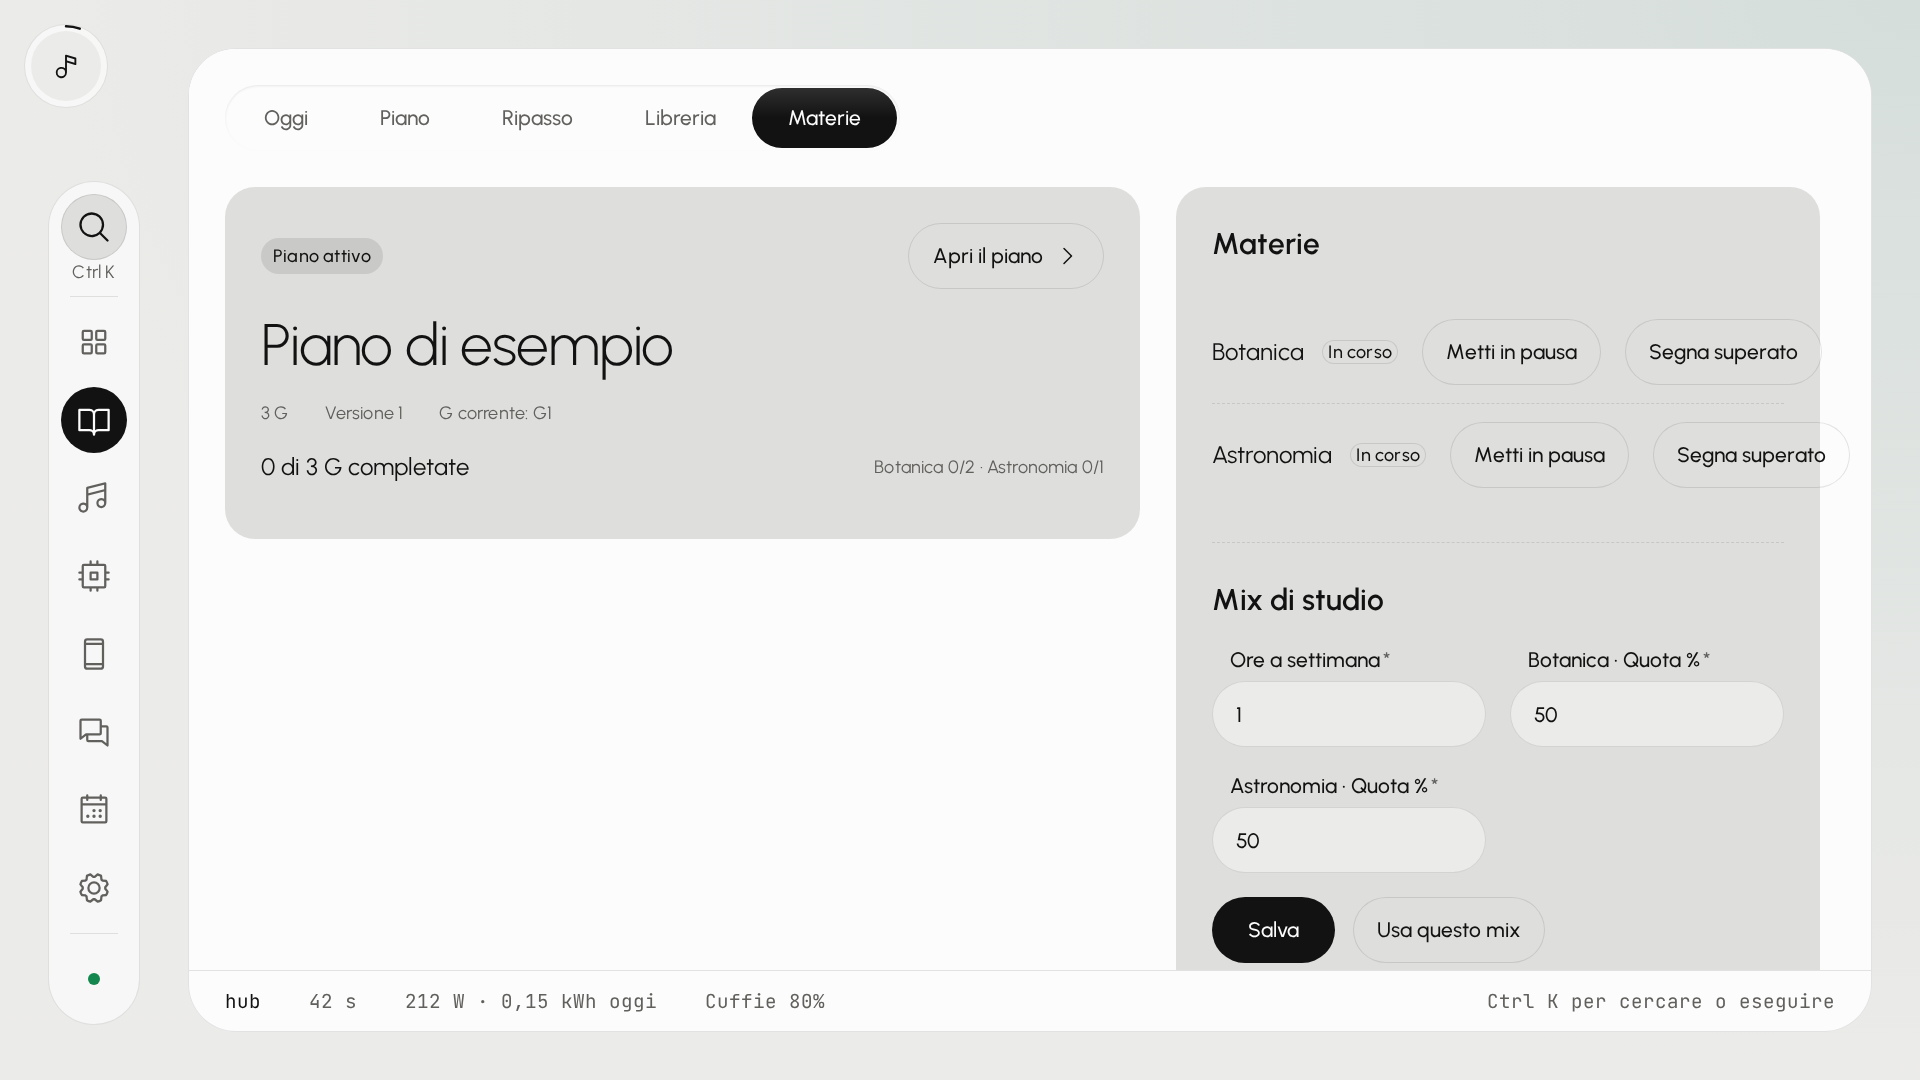 Oggi Piano Ripasso Libreria Materie
Ctrl K
Piano attivo
Apri il piano
Piano di esempio
3 G Versione 1 G corrente: G1
0 di 3 G completate
Botanica 0/2 · Astronomia 0/1
Materie
Botanica In corso Metti in pausa Segna superato
Astronomia In corso Metti in pausa Segna superato
Mix di studio
Ore a settimana* Botanica · Quota %*
1 50
Astronomia · Quota %*
50
Salva Usa questo mix
hub 42 s 212 W · 0,15 kWh oggi Cuffie 80% Ctrl K per cercare o eseguire